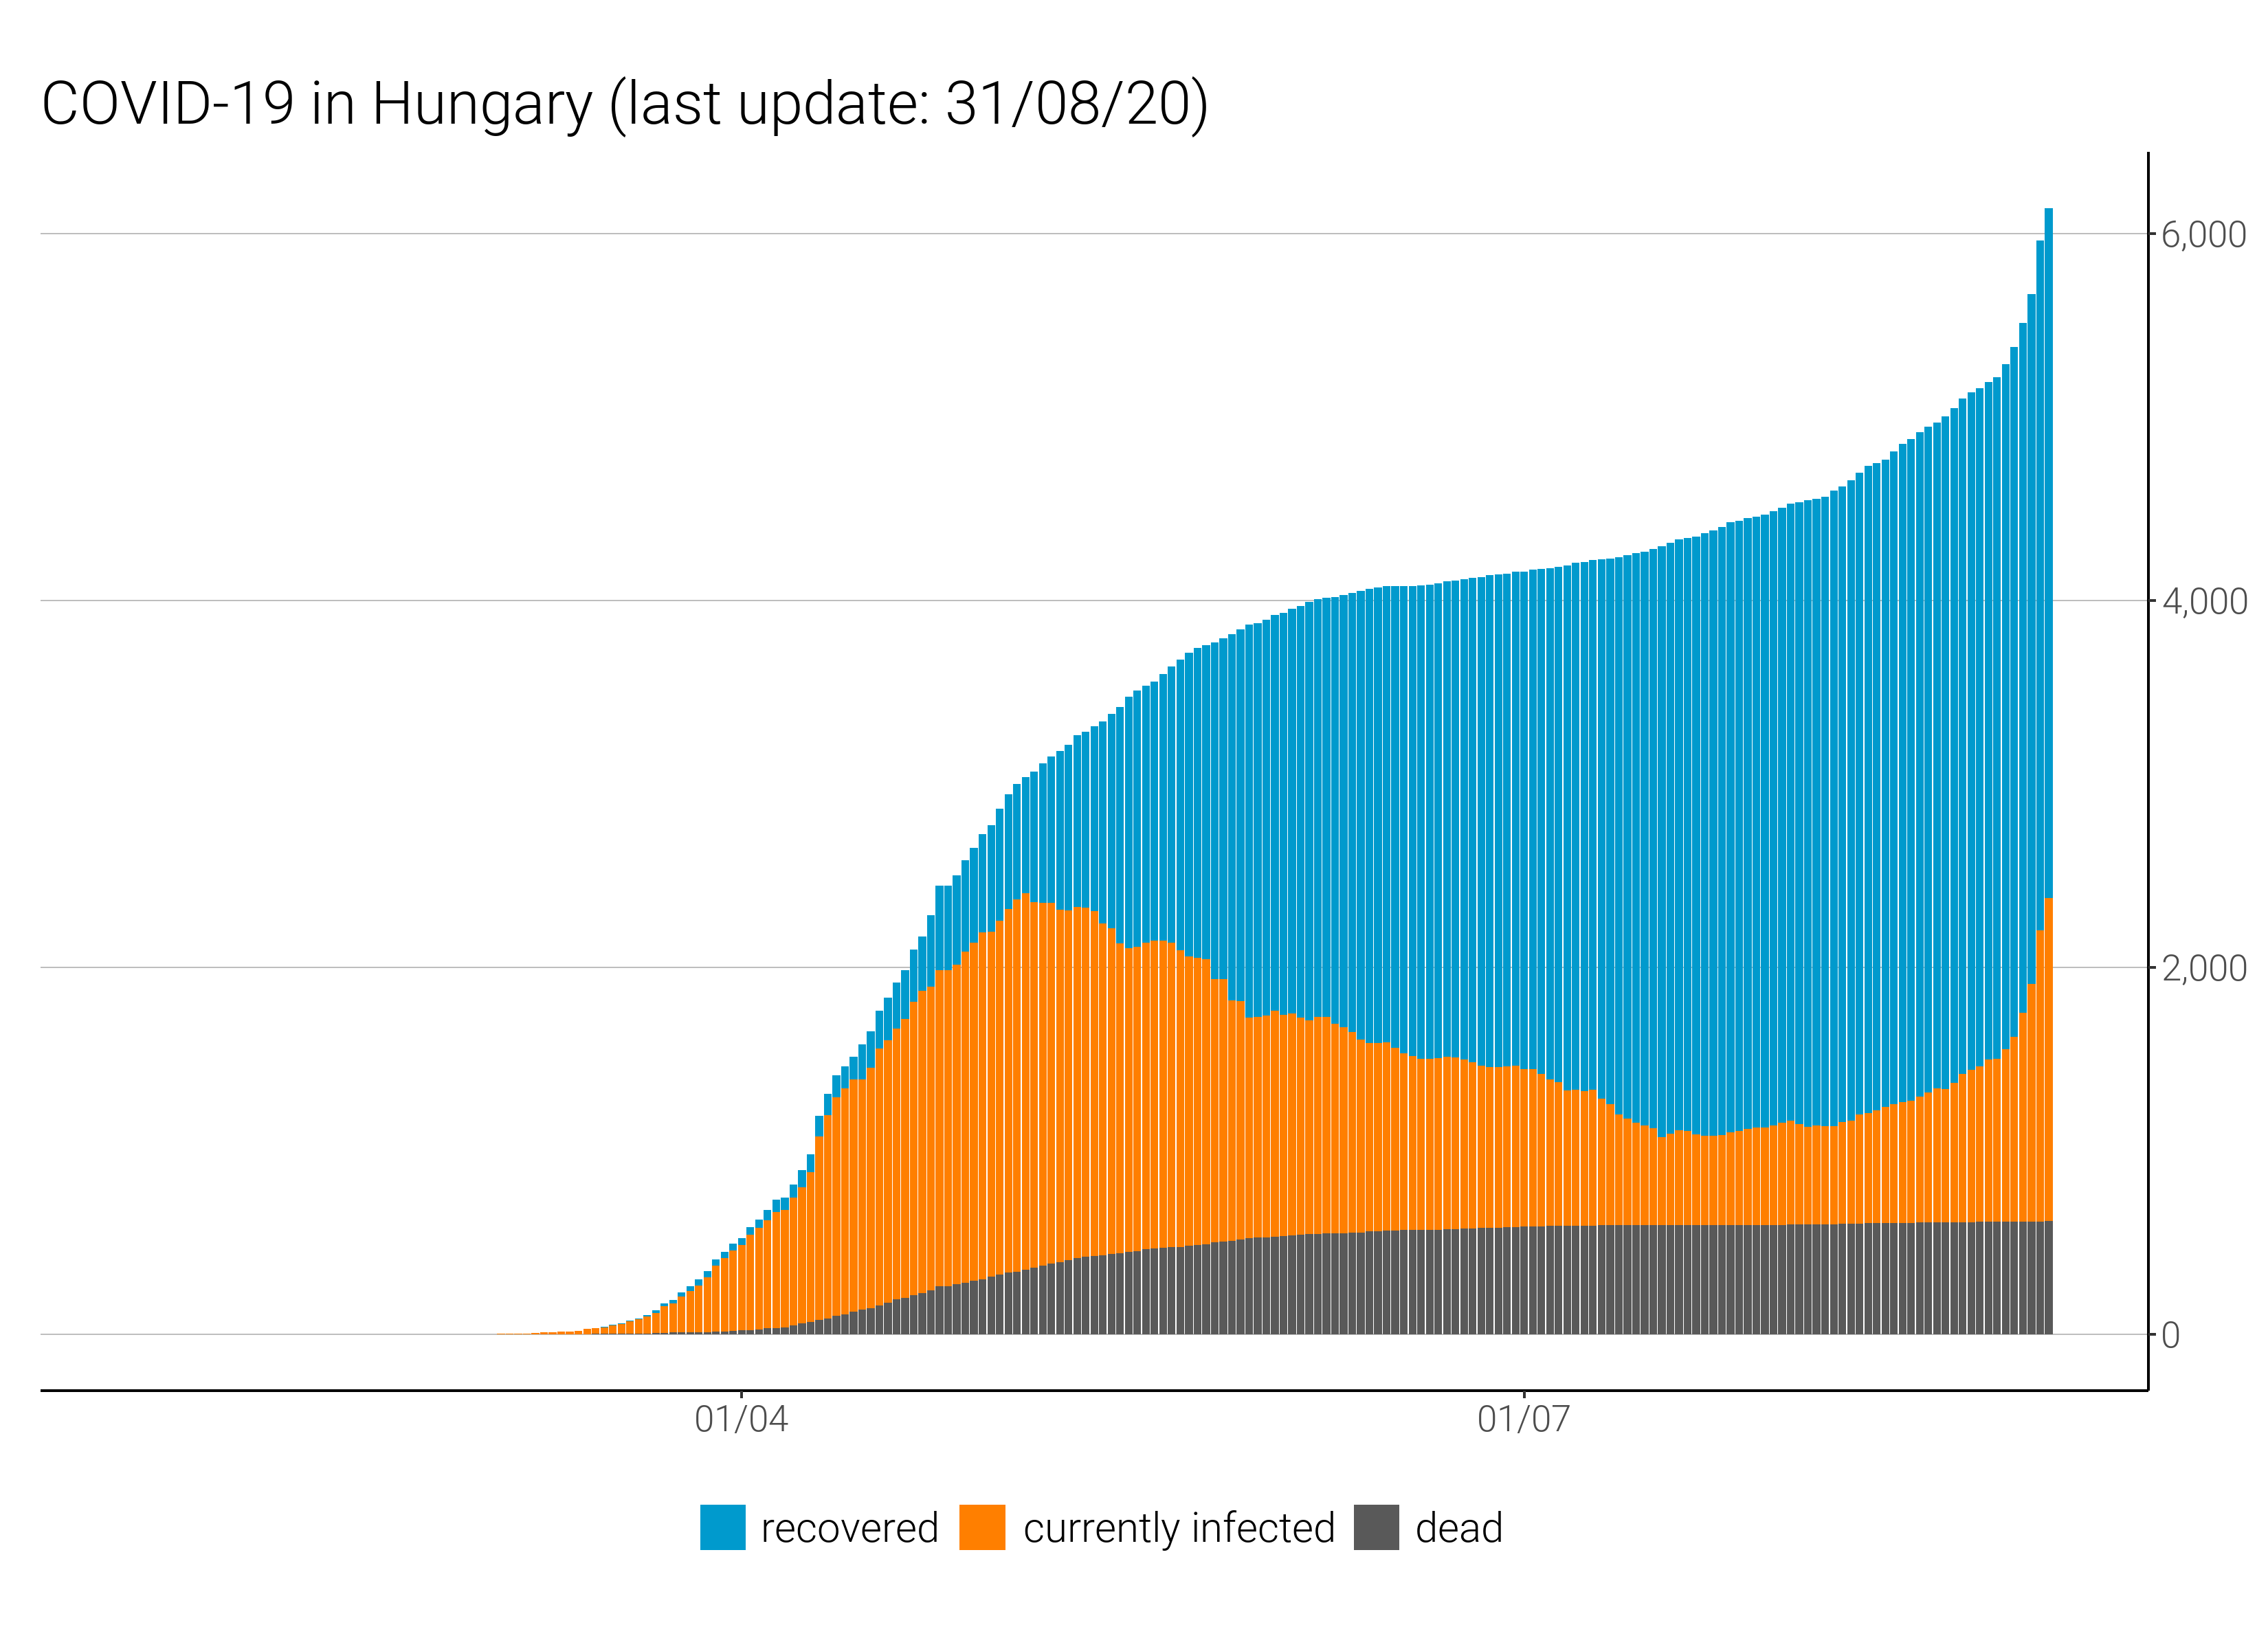 COVID-19 in Hungary (last update: 31/08/20)
6,000
4,000
2,000
0
01/04 01/07
recovered currently infected dead